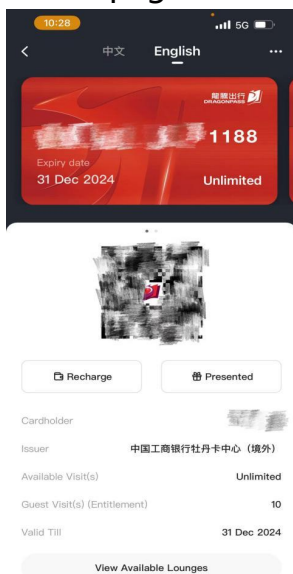 10:28 5G
中文 English
龍騰出行
DRAGONPASS
1188
Expiry date
31 Dec 2024 Unlimited
Recharge Presented
Cardholder
Issuer 中国工商银行牡丹卡中心（境外）
Available Visit(s) Unlimited
Guest Visit(s) (Entitlement) 10
Valid Till 31 Dec 2024
View Available Lounges